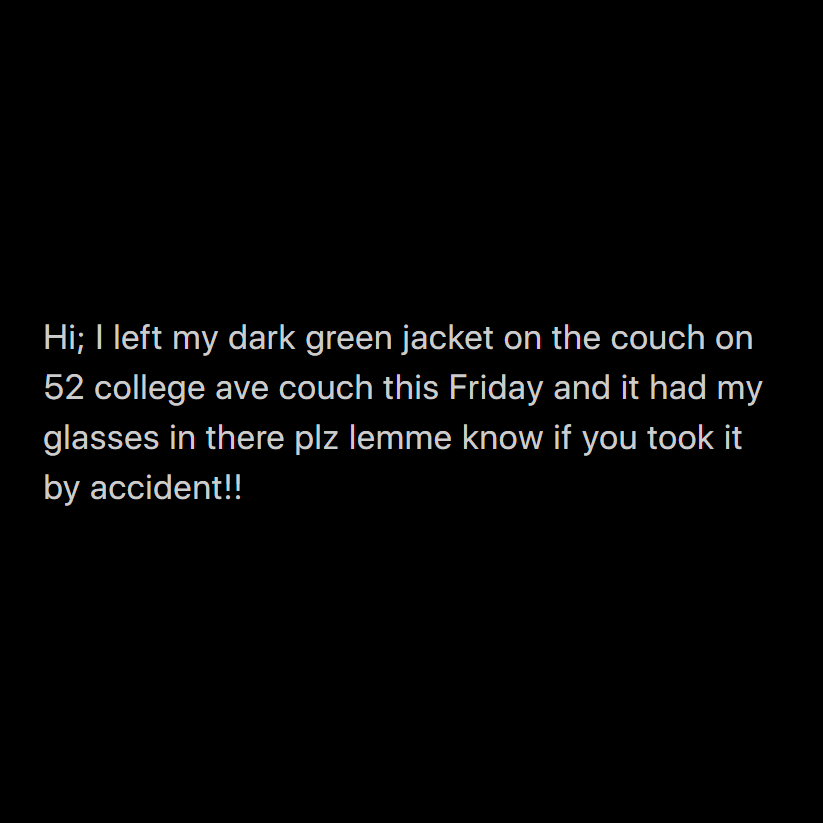 Hi; I left my dark green jacket on the couch on
52 college ave couch this Friday and it had my
glasses in there plz lemme know if you took it
by accident!!